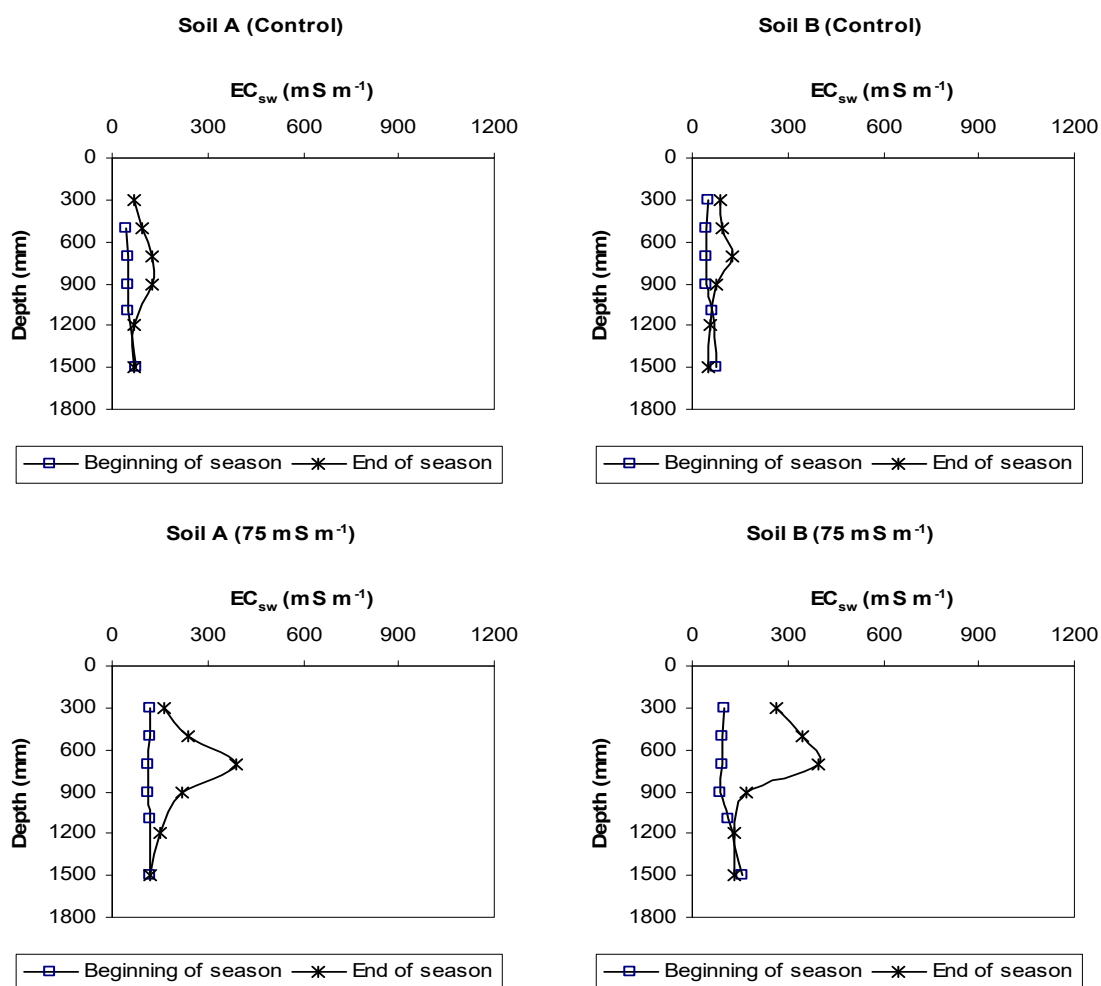 Soil A (Control)
ECsw (mS m-1)
0 300 600 900 1200
0
300
600
900
1200
1500
1800
Depth (mm)
Beginning of season End of season
Soil B (Control)
ECsw (mS m-1)
0 300 600 900 1200
0
300
600
900
1200
1500
1800
Depth (mm)
Beginning of season End of season
Soil A (75 mS m-1)
ECsw (mS m-1)
0 300 600 900 1200
0
300
600
900
1200
1500
1800
Depth (mm)
Beginning of season End of season
Soil B (75 mS m-1)
ECsw (mS m-1)
0 300 600 900 1200
0
300
600
900
1200
1500
1800
Depth (mm)
Beginning of season End of season